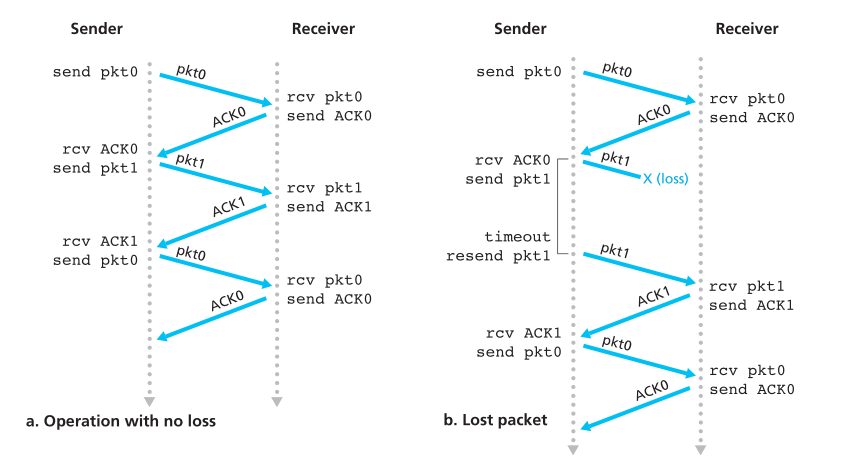 Sender
Receiver
send pkt0
pkt0
rcv pkt0
send ACK0
ACK0
rcv ACK0
send pkt1
pkt1
rcv pkt1
send ACK1
ACK1
rcv ACK1
send pkt0
pkt0
rcv pkt0
send ACK0
ACK0
a. Operation with no loss
Sender
Receiver
send pkt0
pkt0
rcv pkt0
send ACK0
ACK0
rcv ACK0
send pkt1
pkt1
X (loss)
timeout
resend pkt1
pkt1
rcv pkt1
send ACK1
ACK1
rcv ACK1
send pkt0
pkt0
rcv pkt0
send ACK0
ACK0
b. Lost packet